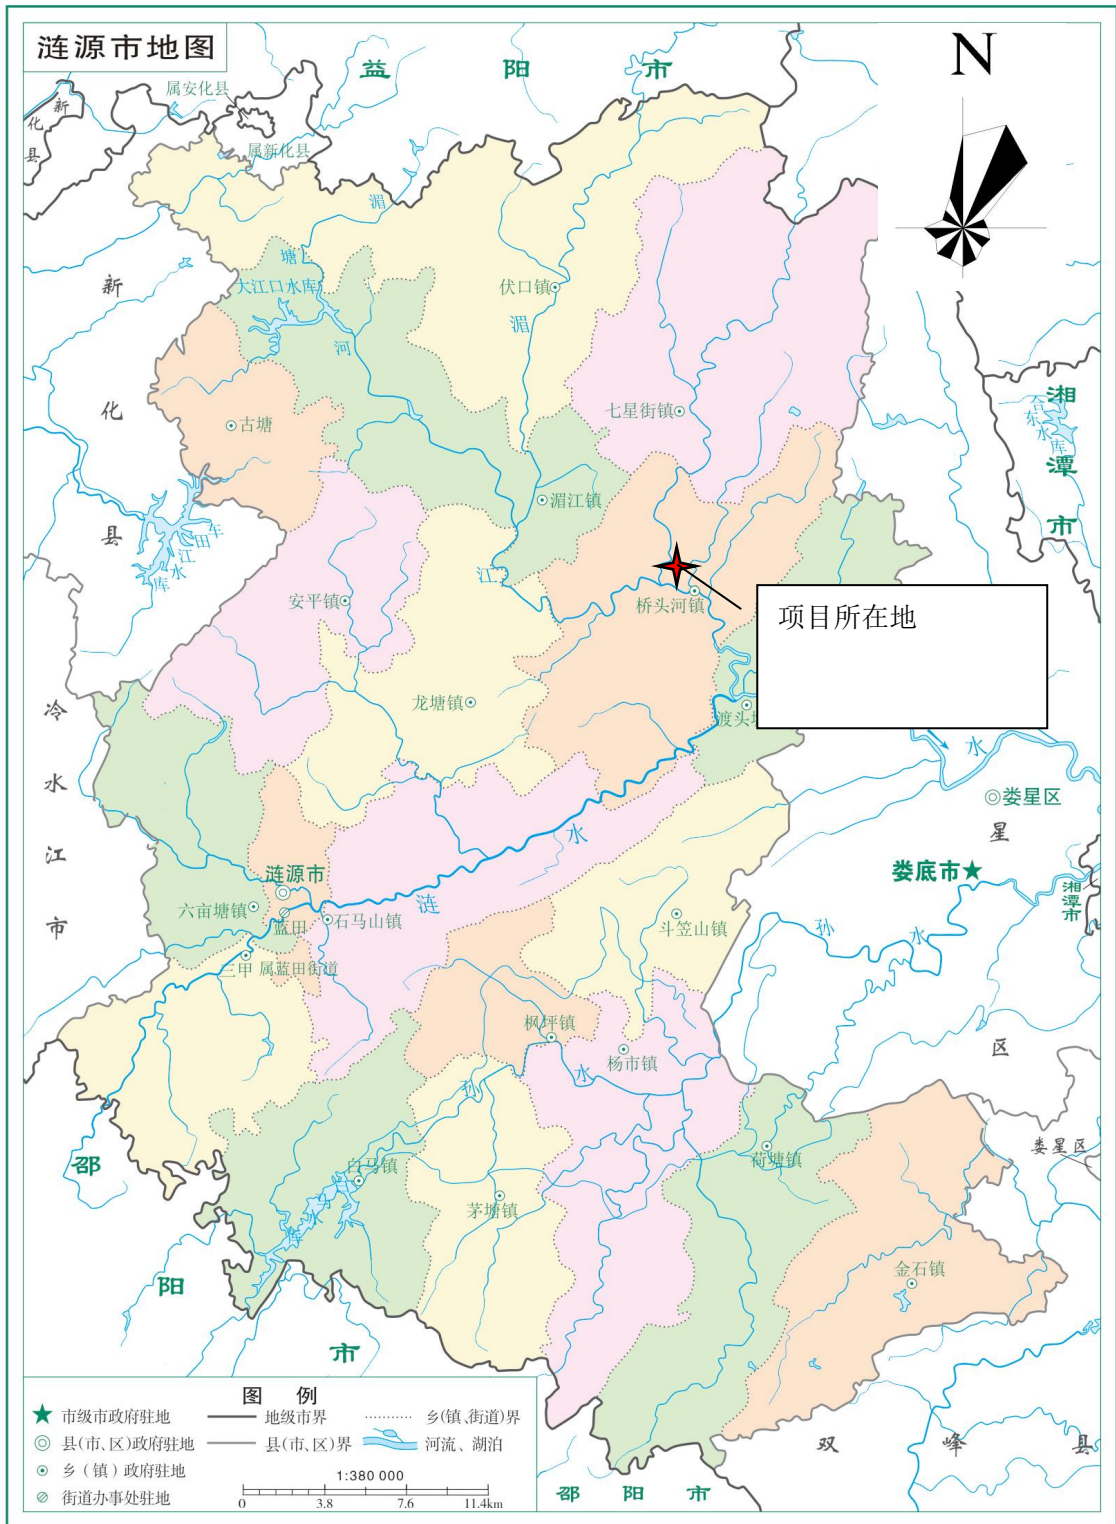 涟源市地图
益阳市
N
属安化县
新化县
属新化县
湄
塘
大江口水库
河
伏口镇
湄
新化县
湘潭市
合东水库
七星街镇
古塘
湄江镇
车田江水库
江
安平镇
桥头河镇
项目所在地
龙塘镇
渡头
冷水江市
水
娄星区
星
水
涟源市
娄底市
湘潭市
六亩塘镇
涟
蓝田
石马山镇
斗笠山镇
孙
水
三甲
属蓝田街道
枫坪镇
杨市镇
区
孙
水
邵
白马镇
荷塘镇
娄星区
茅塘镇
水库
阳
金石镇
市
图 例
市级市政府驻地
地级市界
乡(镇、街道)界
县(市、区)政府驻地
县(市、区)界
河流、湖泊
乡(镇)政府驻地
1:380 000
街道办事处驻地
0 3.8 7.6 11.4km
双峰县
邵阳市